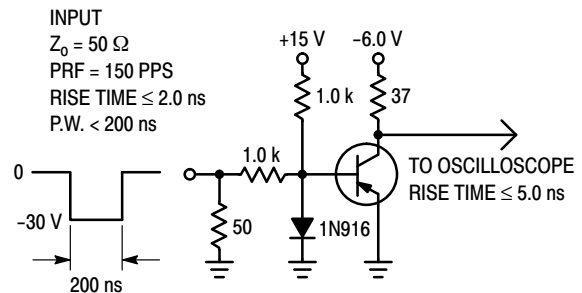 INPUT
Z₀ = 50 Ω
PRF = 150 PPS
RISE TIME ≤ 2.0 ns
P.W. < 200 ns
+15 V
−6.0 V
1.0 k
37
1.0 k
TO OSCILLOSCOPE
RISE TIME ≤ 5.0 ns
0
−30 V
50
1N916
200 ns